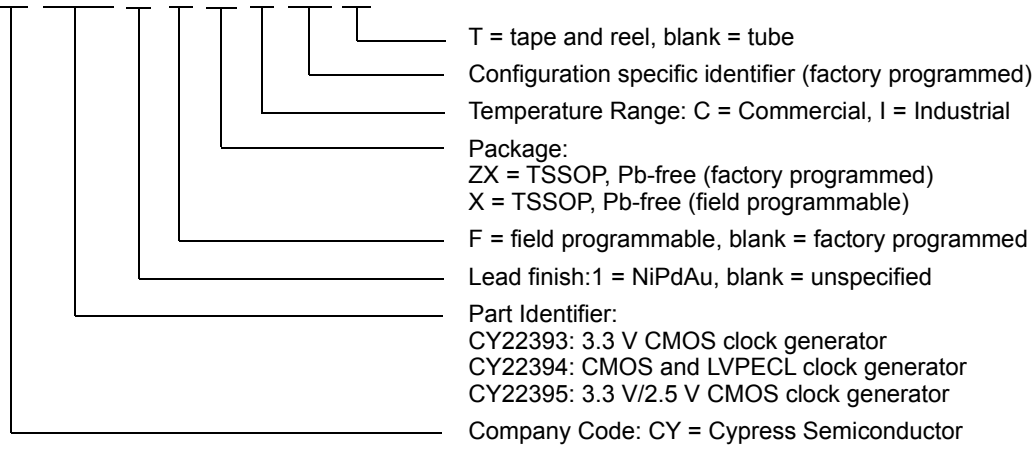 T = tape and reel, blank = tube
Configuration specific identifier (factory programmed)
Temperature Range: C = Commercial, I = Industrial
Package:
ZX = TSSOP, Pb-free (factory programmed)
X = TSSOP, Pb-free (field programmable)
F = field programmable, blank = factory programmed
Lead finish:1 = NiPdAu, blank = unspecified
Part Identifier:
CY22393: 3.3 V CMOS clock generator
CY22394: CMOS and LVPECL clock generator
CY22395: 3.3 V/2.5 V CMOS clock generator
Company Code: CY = Cypress Semiconductor